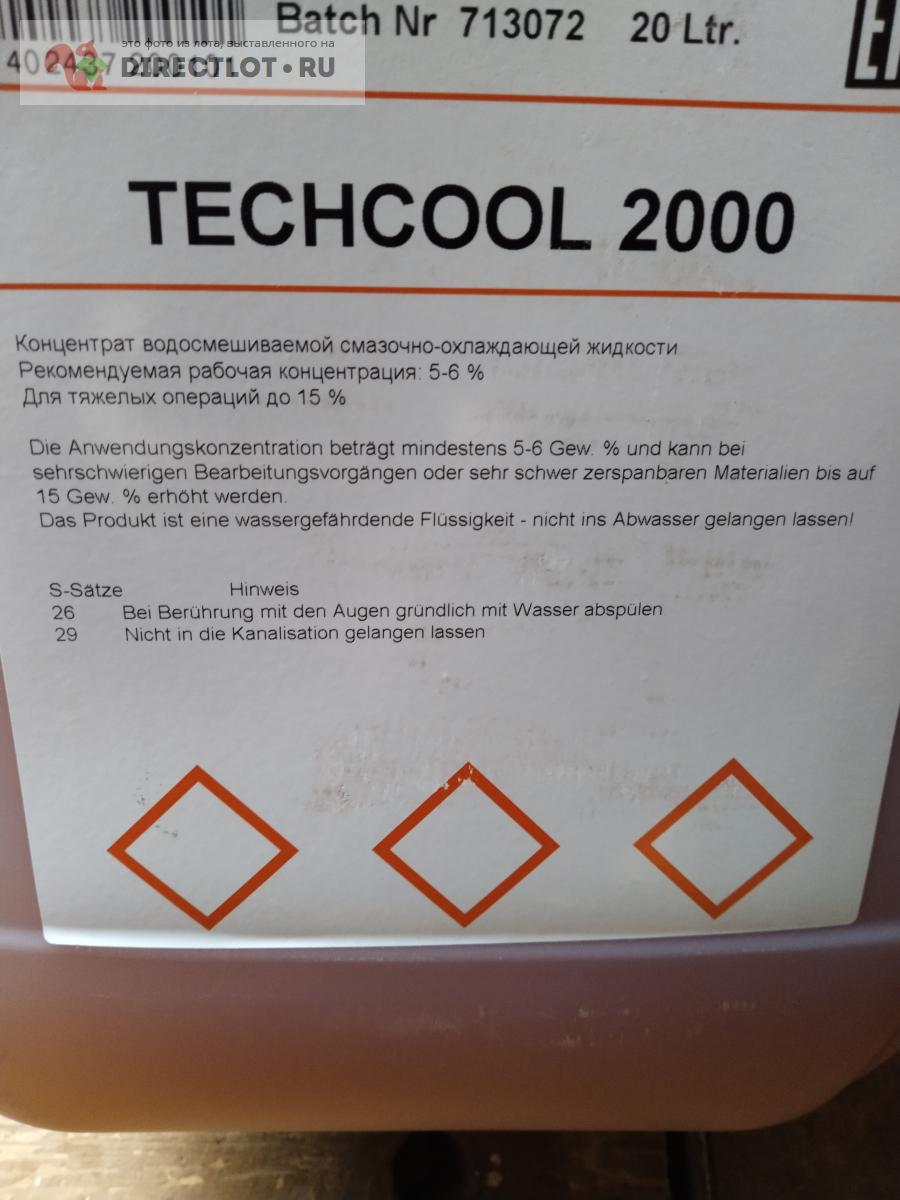 Batch Nr 713072 20 Ltr.
это фото из лота, выставленного на
DIRECTLOT.RU
TECHCOOL 2000
Концентрат водосмешиваемой смазочно-охлаждающей жидкости
Рекомендуемая рабочая концентрация: 5-6 %
Для тяжелых операций до 15 %
Die Anwendungskonzentration beträgt mindestens 5-6 Gew. % und kann bei
sehrschwierigen Bearbeitungsvorgängen oder sehr schwer zerspanbaren Materialien bis auf
15 Gew. % erhöht werden.
Das Produkt ist eine wassergefährdende Flüssigkeit - nicht ins Abwasser gelangen lassen!
S-Sätze Hinweis
26 Bei Berührung mit den Augen gründlich mit Wasser abspülen
29 Nicht in die Kanalisation gelangen lassen